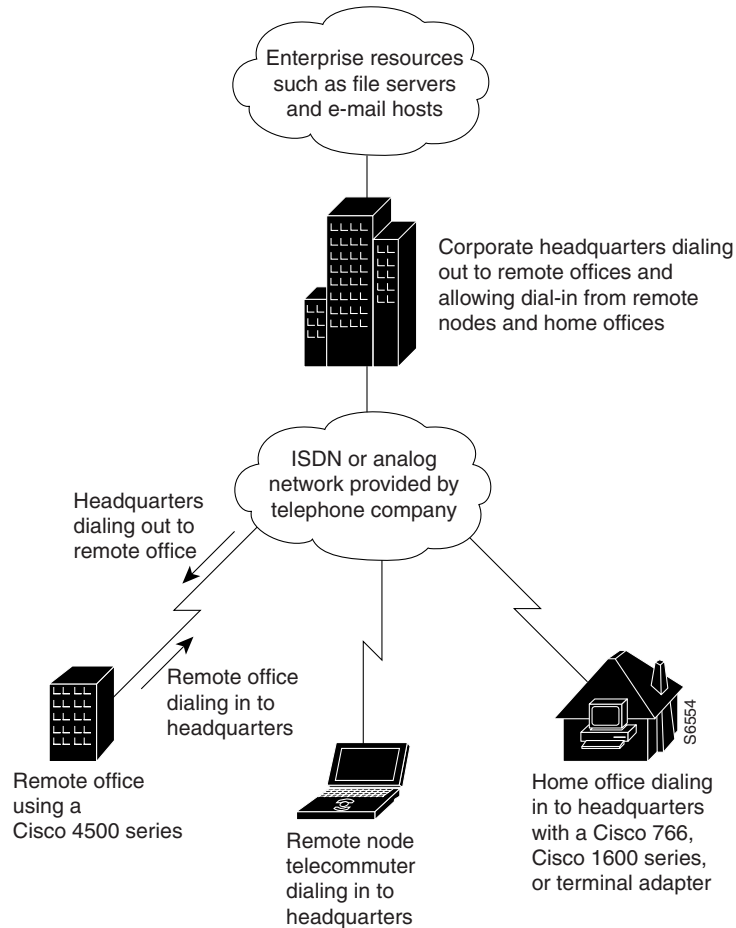 Enterprise resources
such as file servers
and e-mail hosts
Corporate headquarters dialing
out to remote offices and
allowing dial-in from remote
nodes and home offices
ISDN or analog
network provided by
telephone company
Headquarters
dialing out to
remote office
Remote office
dialing in to
headquarters
S6554
Remote office
using a
Cisco 4500 series
Remote node
telecommuter
dialing in to
headquarters
Home office dialing
in to headquarters
with a Cisco 766,
Cisco 1600 series,
or terminal adapter